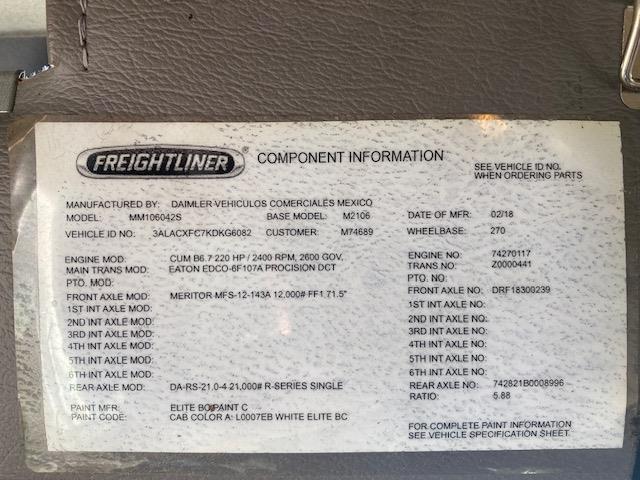 FREIGHTLINER
COMPONENT INFORMATION
SEE VEHICLE ID NO.
WHEN ORDERING PARTS
MANUFACTURED BY: DAIMLER VEHICULOS COMERCIALES MEXICO
MODEL: MM106042S BASE MODEL: M2106 DATE OF MFR: 02/18
VEHICLE ID NO: 3ALACXFC7KDKG6082 CUSTOMER: M74689 WHEELBASE: 270
ENGINE MOD: CUM B6.7 220 HP / 2400 RPM, 2600 GOV, ENGINE NO: 74270117
MAIN TRANS MOD: EATON EDCO-6F107A PROCISION DCT TRANS NO: Z0000441
PTO. MOD: PTO. NO:
FRONT AXLE MOD: MERITOR MFS-12-143A 12,000# FF1 71.5" FRONT AXLE NO: DRF18300239
1ST INT AXLE MOD: 1ST INT AXLE NO:
2ND INT AXLE MOD: 2ND INT AXLE NO:
3RD INT AXLE MOD: 3RD INT AXLE NO:
4TH INT AXLE MOD: 4TH INT AXLE NO:
5TH INT AXLE MOD: 5TH INT AXLE NO:
6TH INT AXLE MOD: 6TH INT AXLE NO:
REAR AXLE MOD: DA-RS-21.0-4 21,000# R-SERIES SINGLE REAR AXLE NO: 742821B0008996
RATIO: 5.88
PAINT MFR: ELITE BC/PAINT C
PAINT CODE: CAB COLOR A: L0007EB WHITE ELITE BC
FOR COMPLETE PAINT INFORMATION
SEE VEHICLE SPECIFICATION SHEET.